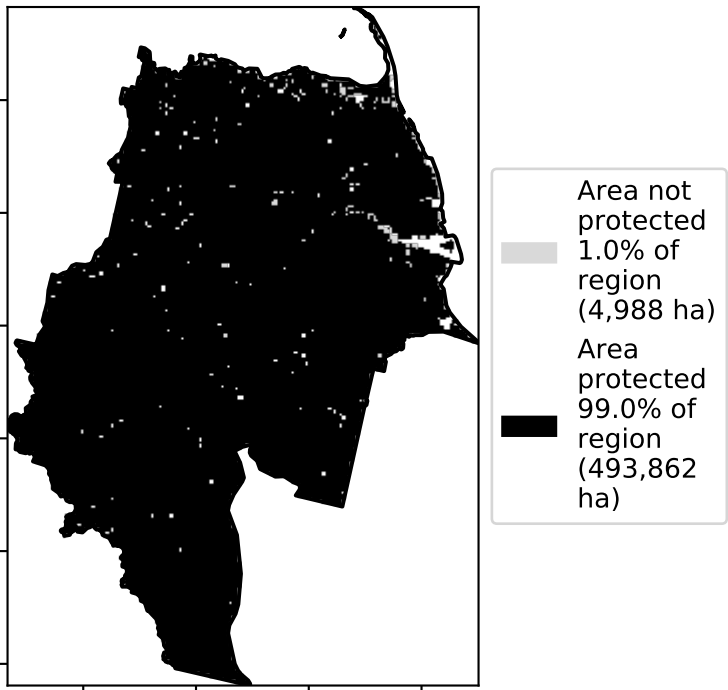 Area not
protected
1.0% of
region
(4,988 ha)
Area
protected
99.0% of
region
(493,862
ha)